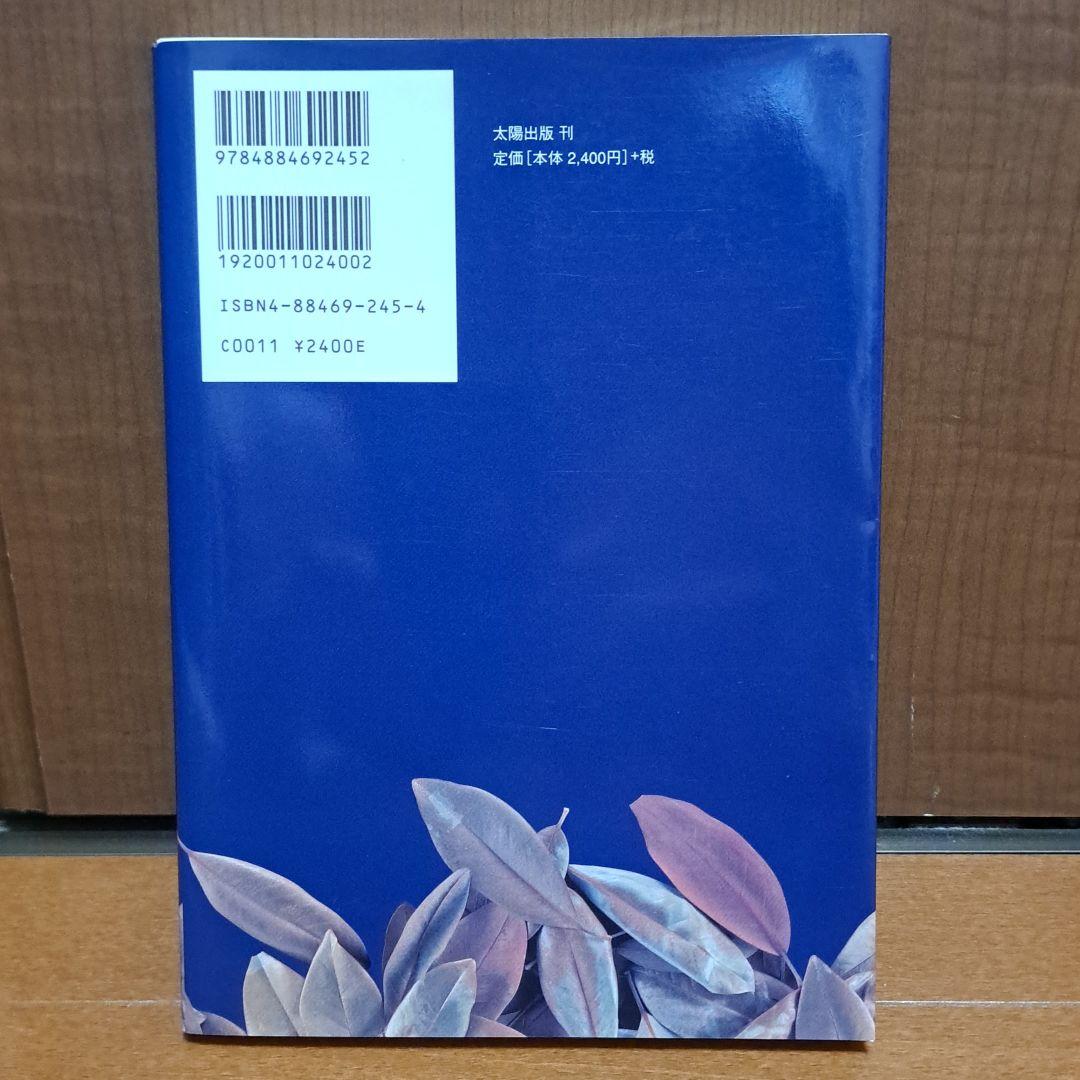 9784884692452
1920011024002
ISBN4-88469-245-4
C0011 ¥2400E
太陽出版 刊
定価[本体 2,400円]+税